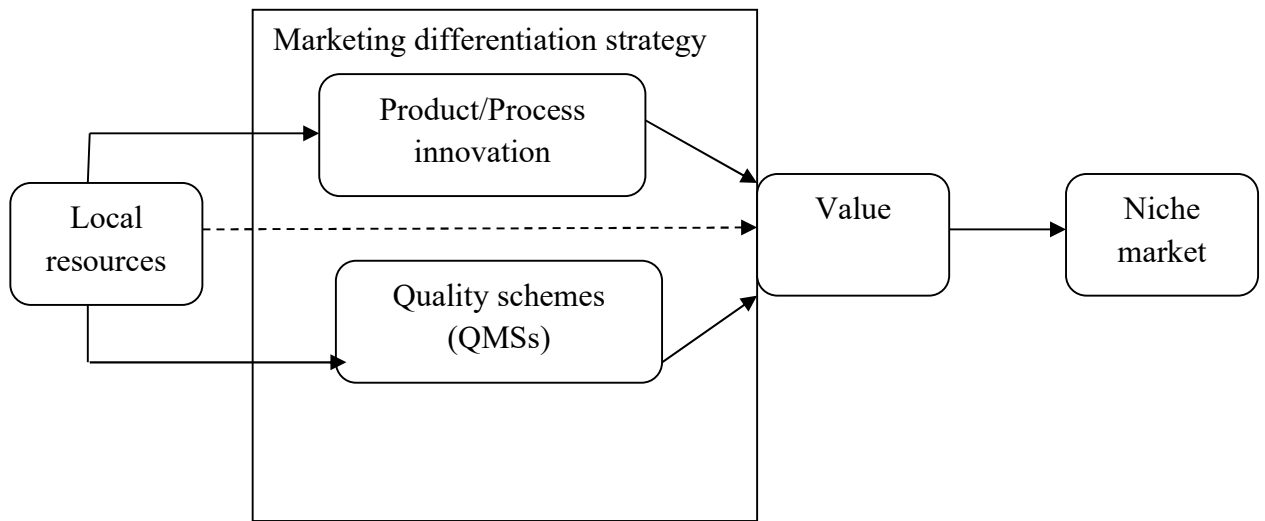 Marketing differentiation strategy
Product/Process
innovation
Local
resources
Quality schemes
(QMSs)
Value
Niche
market